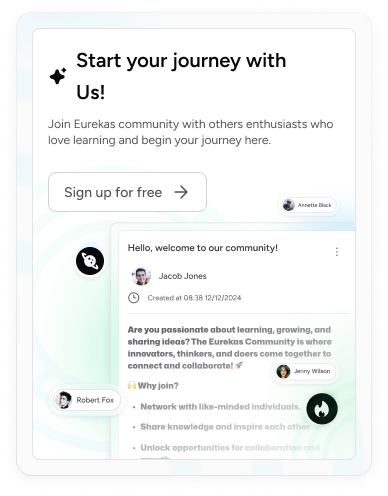 Start your journey with
Us!
Join Eurekas community with others enthusiasts who
love learning and begin your journey here.
Sign up for free
Annette Black
Hello, welcome to our community!
Jacob Jones
Created at 08:38 12/12/2024
Are you passionate about learning, growing, and
sharing ideas? The Eurekas Community is where
innovators, thinkers, and doers come together to
connect and collaborate! 🚀
Jenny Wilson
🙌 Why join?
Robert Fox
• Network with like-minded individuals.
• Share knowledge and inspire each other.
• Unlock opportunities for collaboration and
growth.